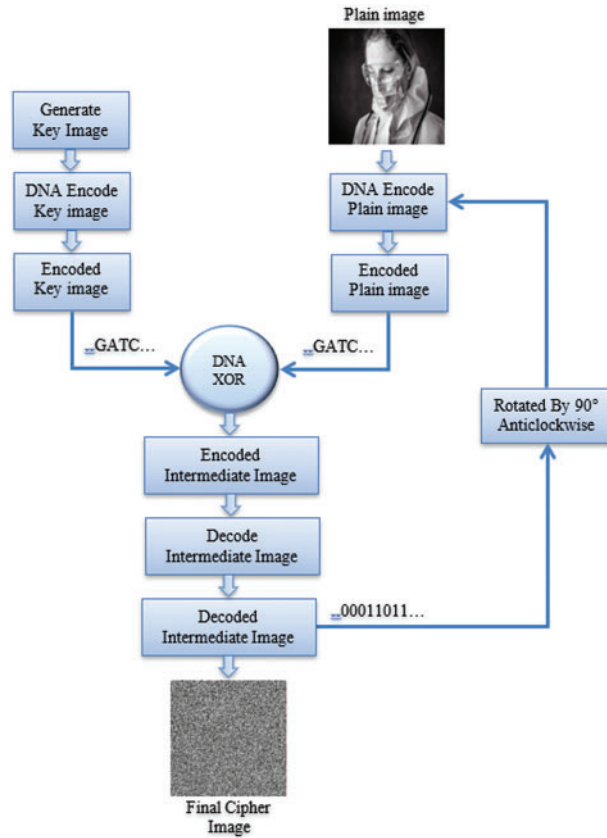 Plain image
Generate
Key Image
DNA Encode
Key image
DNA Encode
Plain image
Encoded
Key image
Encoded
Plain image
..GATC...
..GATC...
DNA
XOR
Rotated By 90°
Anticlockwise
Encoded
Intermediate Image
Decode
Intermediate Image
Decoded
Intermediate Image
..00011011...
Final Cipher
Image